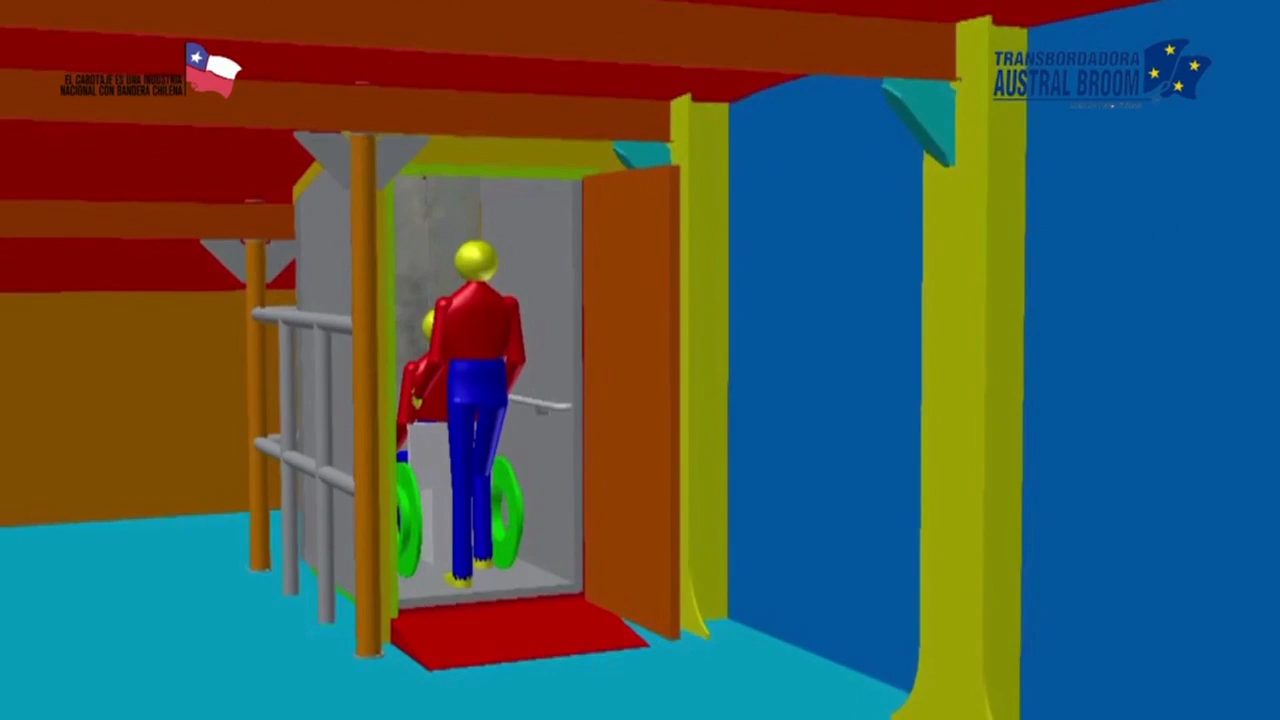 EL CABOTAJE ES UNA INDUSTRIA
NACIONAL CON BANDERA CHILENA
TRANSBORDADORA
AUSTRAL BROOM